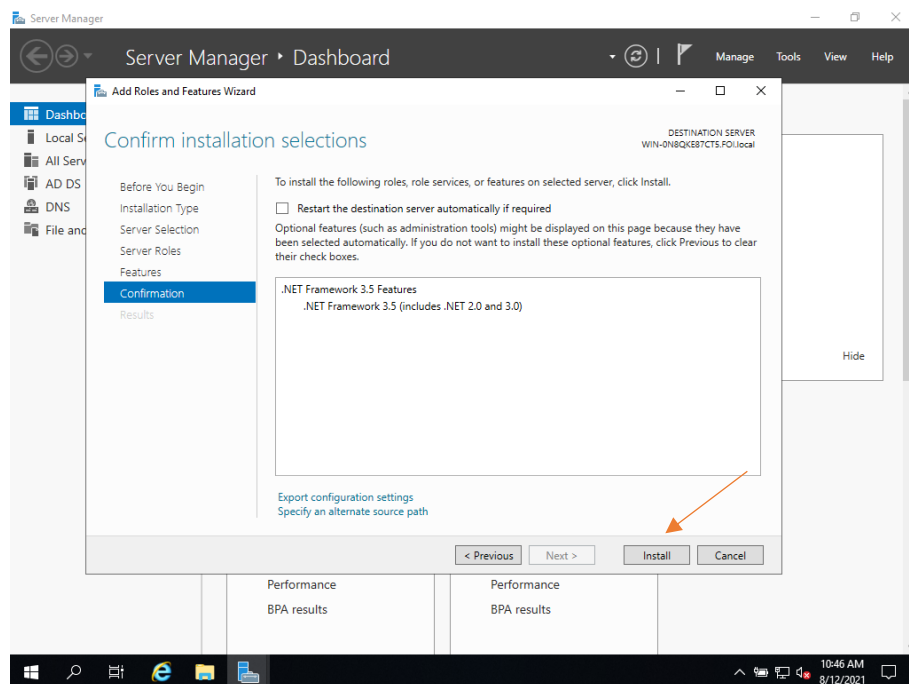 Server Manager
Server Manager ‣ Dashboard
Manage Tools View Help
Add Roles and Features Wizard
Dashbo
Local Se
All Serv
AD DS
DNS
File and
Confirm installation selections
DESTINATION SERVER
WIN-0N8QKE87CT5.FOI.local
Before You Begin
Installation Type
Server Selection
Server Roles
Features
Confirmation
Results
To install the following roles, role services, or features on selected server, click Install.
Restart the destination server automatically if required
Optional features (such as administration tools) might be displayed on this page because they have
been selected automatically. If you do not want to install these optional features, click Previous to clear
their check boxes.
.NET Framework 3.5 Features
.NET Framework 3.5 (includes .NET 2.0 and 3.0)
Export configuration settings
Specify an alternate source path
< Previous Next > Install Cancel
Hide
Performance Performance
BPA results BPA results
10:46 AM
8/12/2021